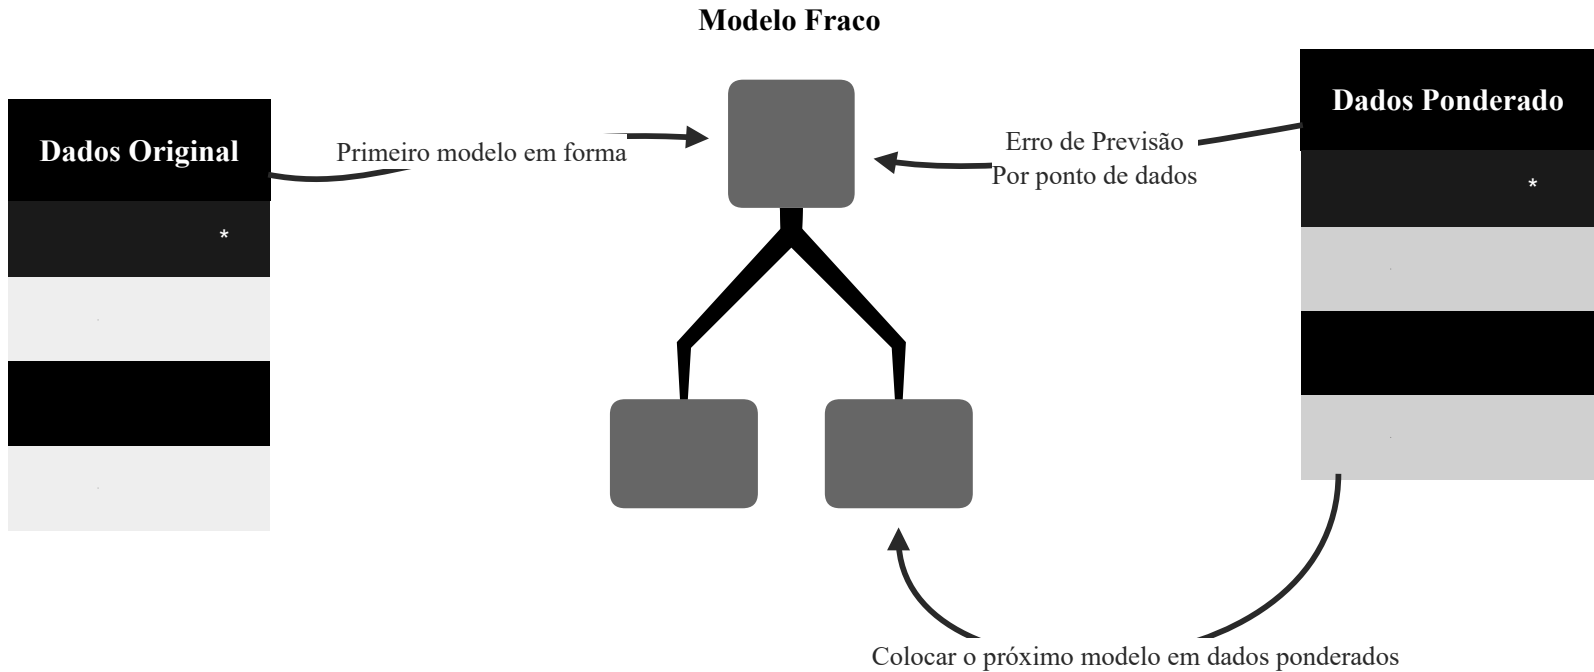 Modelo Fraco
Dados Original
*
Primeiro modelo em forma
Erro de Previsão
Por ponto de dados
Dados Ponderado
*
Colocar o próximo modelo em dados ponderados